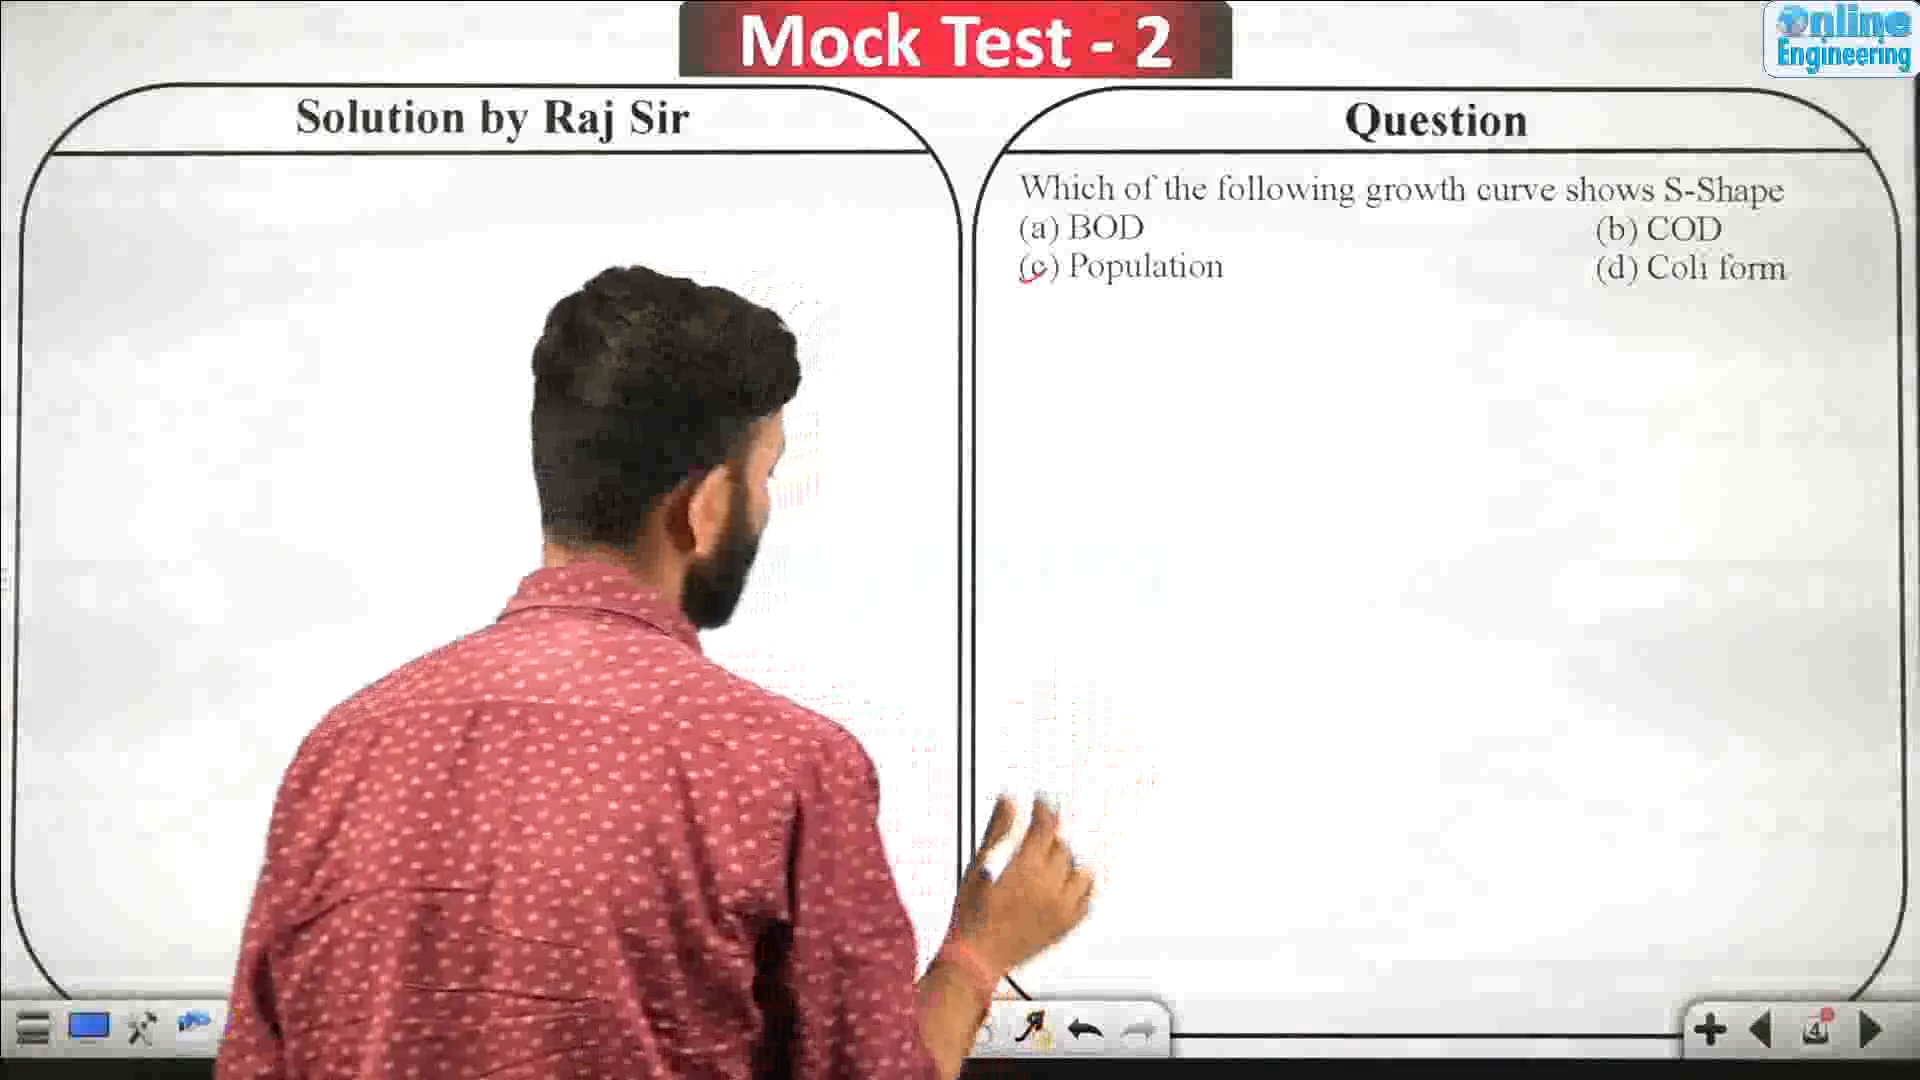 Mock Test - 2
Online
Engineering
Solution by Raj Sir
Question
Which of the following growth curve shows S-Shape
(a) BOD
(b) COD
(c) Population
(d) Coli form
4